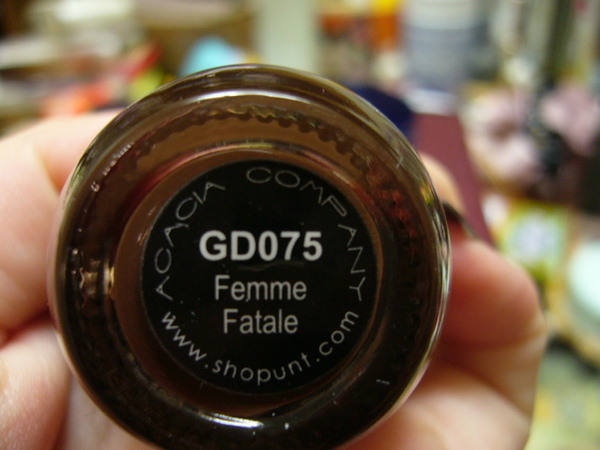 ACACIA COMPANY
GD075
Femme
Fatale
www.shopunt.com